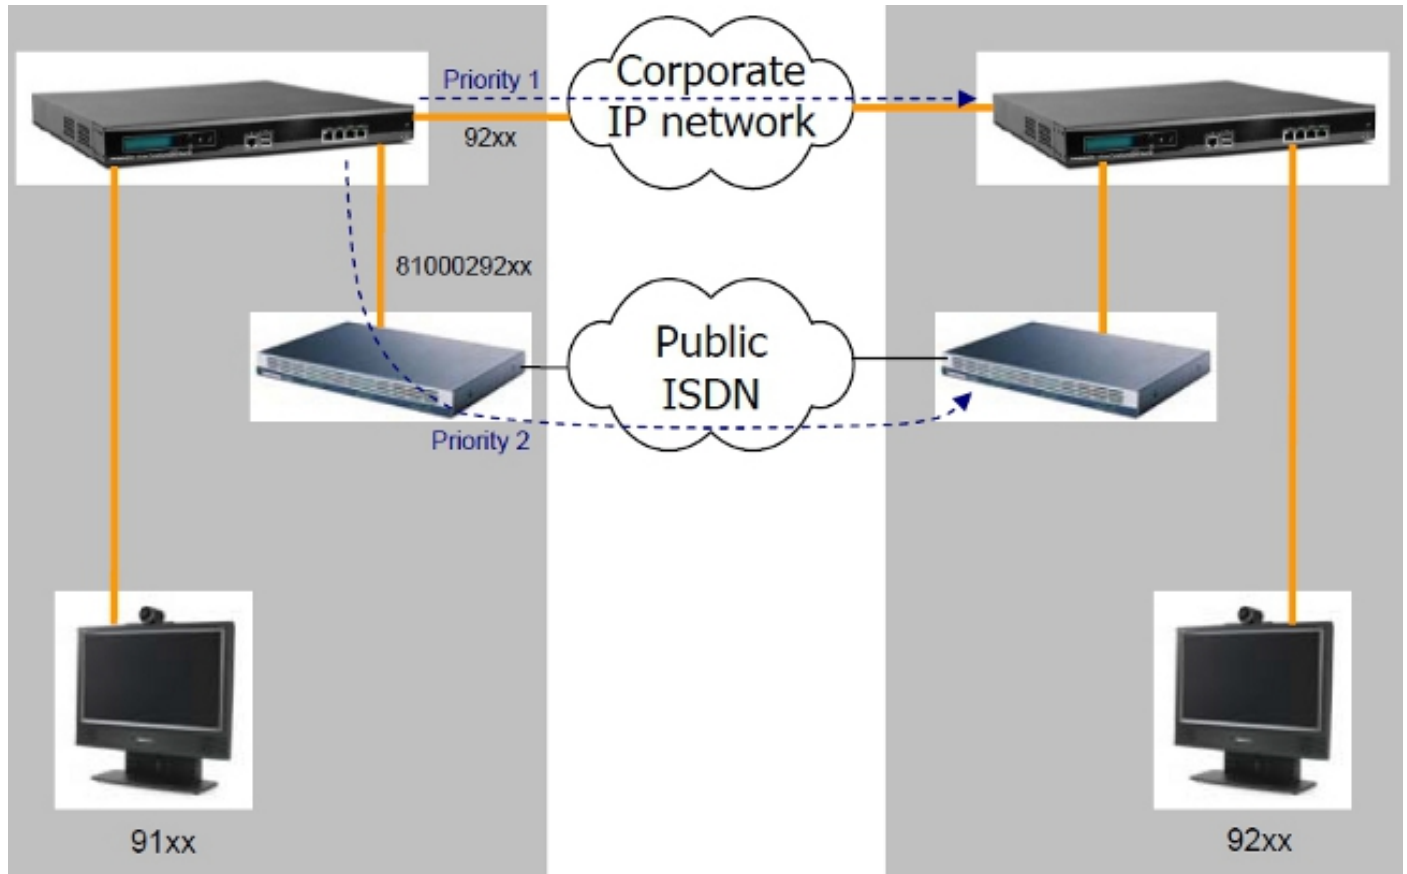 Priority 1
92xx
Corporate
IP network
81000292xx
Public
ISDN
Priority 2
91xx
92xx